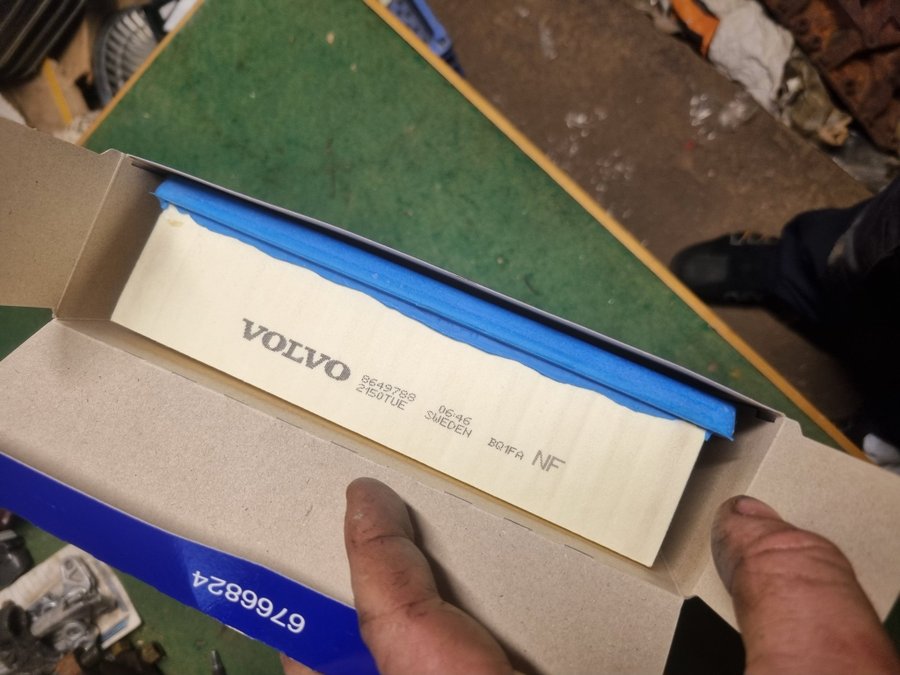 VOLVO
8649788 06:46
2150TUE SWEDEN BQ1FA NF
6766824